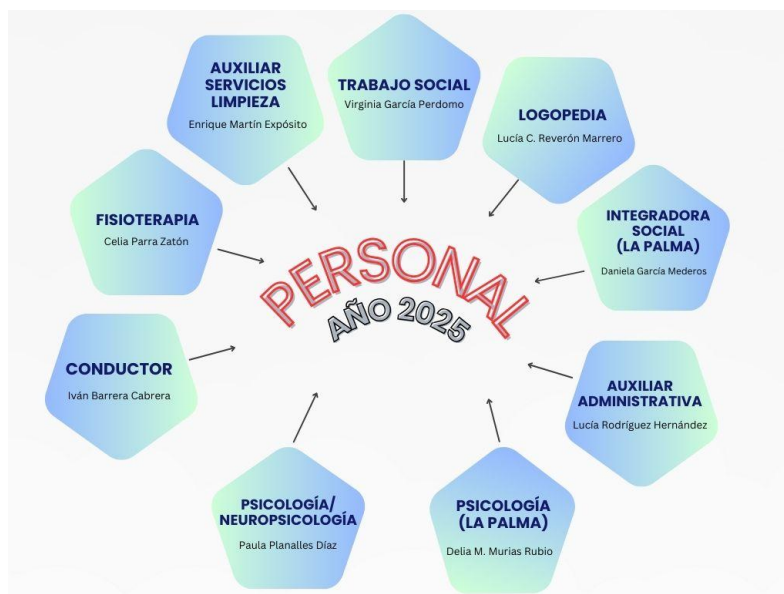 AUXILIAR
SERVICIOS
LIMPIEZA
Enrique Martín Expósito
TRABAJO SOCIAL
Virginia García Perdomo
LOGOPEDIA
Lucía C. Reverón Marrero
FISIOTERAPIA
Celia Parra Zatón
INTEGRADORA
SOCIAL
(LA PALMA)
Daniela García Mederos
PERSONAL
AÑO 2025
CONDUCTOR
Iván Barrera Cabrera
AUXILIAR
ADMINISTRATIVA
Lucía Rodríguez Hernández
PSICOLOGÍA/
NEUROPSICOLOGÍA
Paula Planalles Díaz
PSICOLOGÍA
(LA PALMA)
Delia M. Murias Rubio